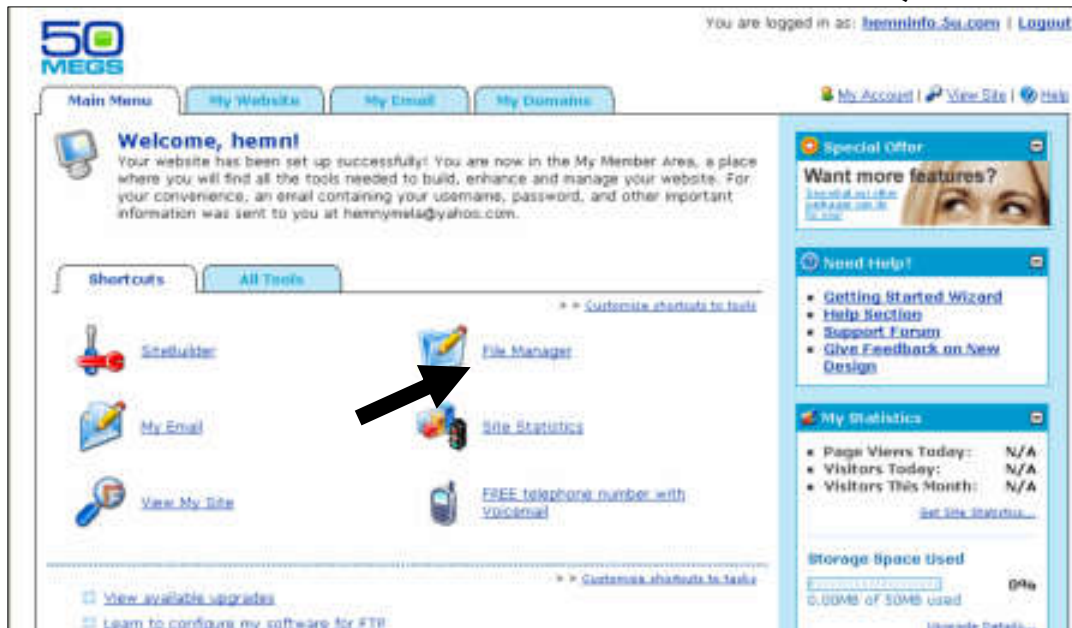 You are logged in as: hemninfo.5u.com | Logout
50
MEGS
Main Menu
My Website
My Email
My Domains
My Account | View Site | Help
Welcome, hemn!
Your website has been set up successfully! You are now in the My Member Area, a place
where you will find all the tools needed to build, enhance and manage your website. For
your convenience, an email containing your username, password, and other important
information was sent to you at hemnymela@yahoo.com.
Special Offer
Want more features?
Need Help?
Getting Started Wizard
Help Section
Support Forum
Give Feedback on New
Design
Shortcuts
All Tools
» » Customize shortcuts to tools
SiteBuilder
File Manager
My Email
Site Statistics
View My Site
FREE telephone number with
voicemail
My Statistics
Page Views Today: N/A
Visitors Today: N/A
Visitors This Month: N/A
Get Site Statistics...
Storage Space Used
0%
0.00MB of 50MB used
Upgrade Details...
» » Customize shortcuts to tasks
View available upgrades
Learn to configure my software for FTP